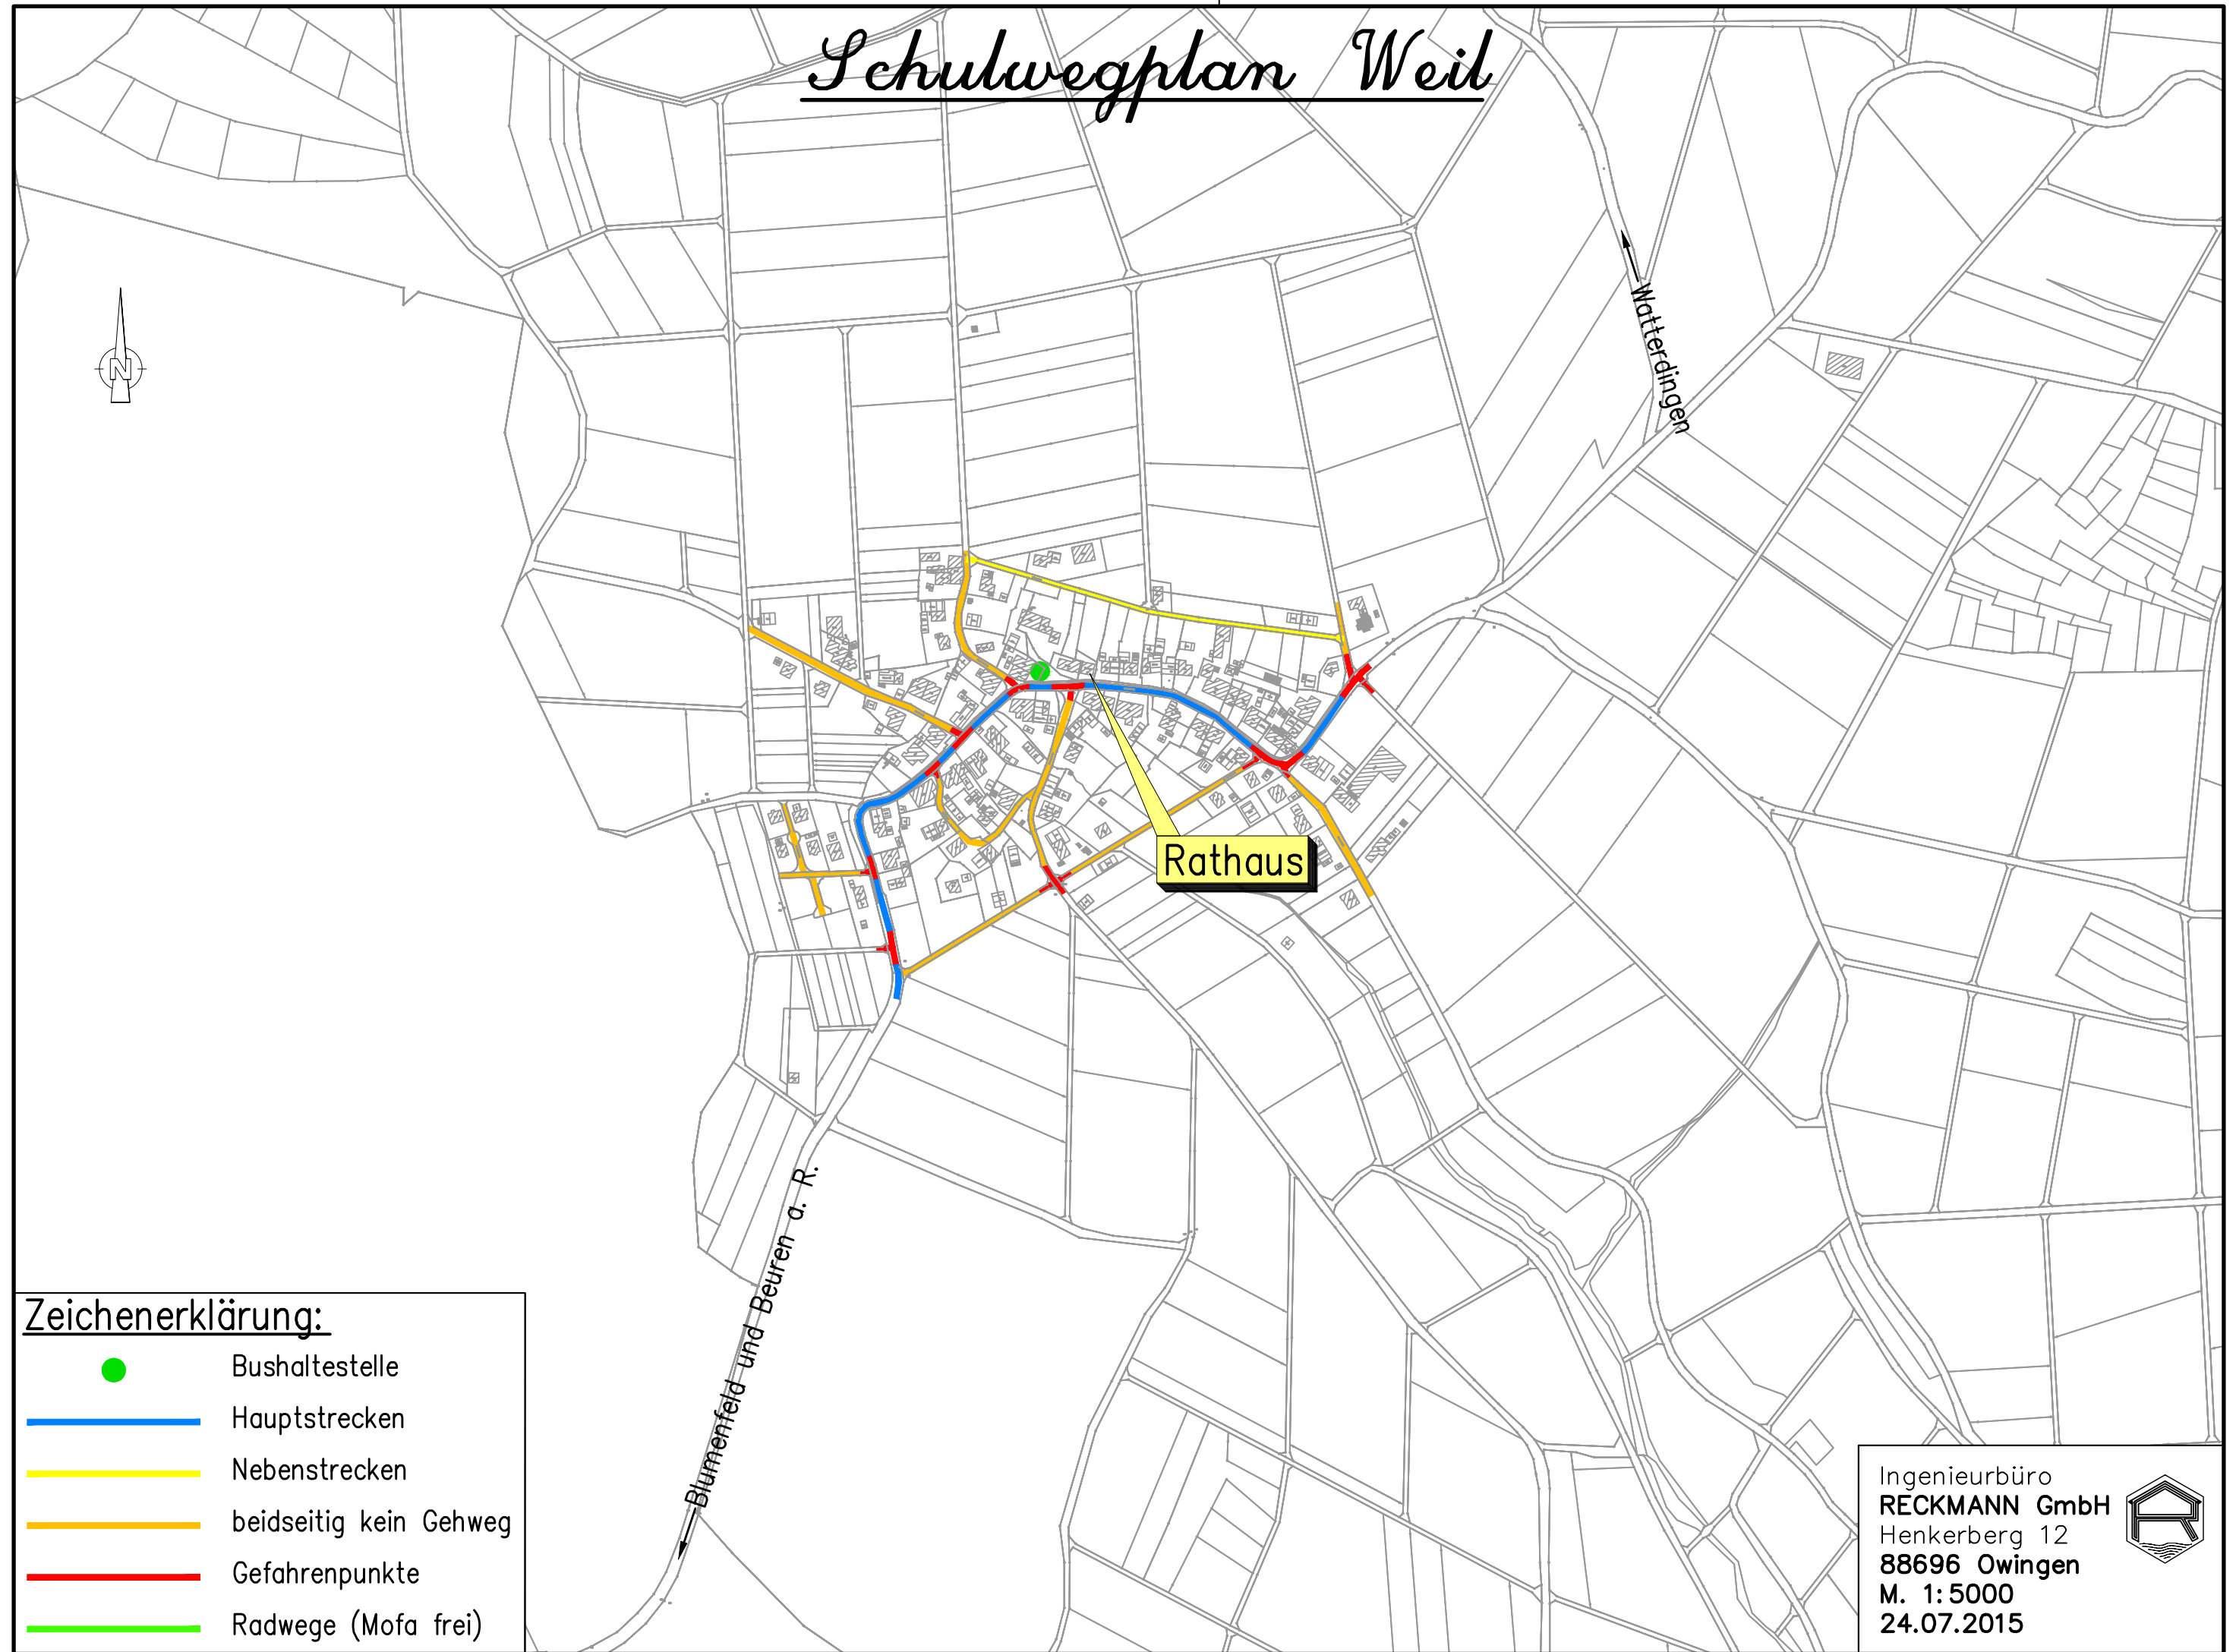 Schulwegplan Weil
N
Watterdingen
Rathaus
Blumenfeld und Beuren a. R.
Zeichenerklärung:
Bushaltestelle
Hauptstrecken
Nebenstrecken
beidseitig kein Gehweg
Gefahrenpunkte
Radwege (Mofa frei)
Ingenieurbüro
RECKMANN GmbH
Henkerberg 12
88696 Owingen
M. 1:5000
24.07.2015